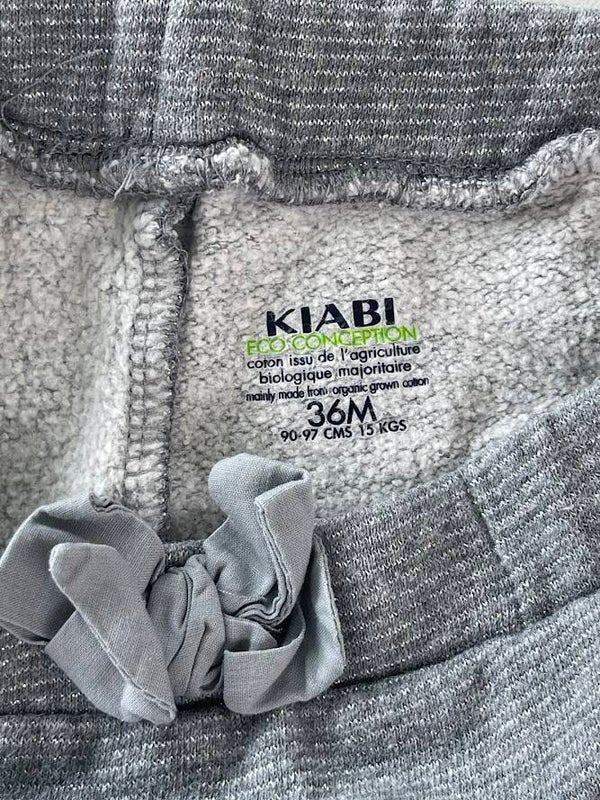 KIABI
ECO-CONCEPTION
coton issu de l'agriculture
biologique majoritaire
mainly made from organic grown cotton
36M
90-97 CMS 15 KGS